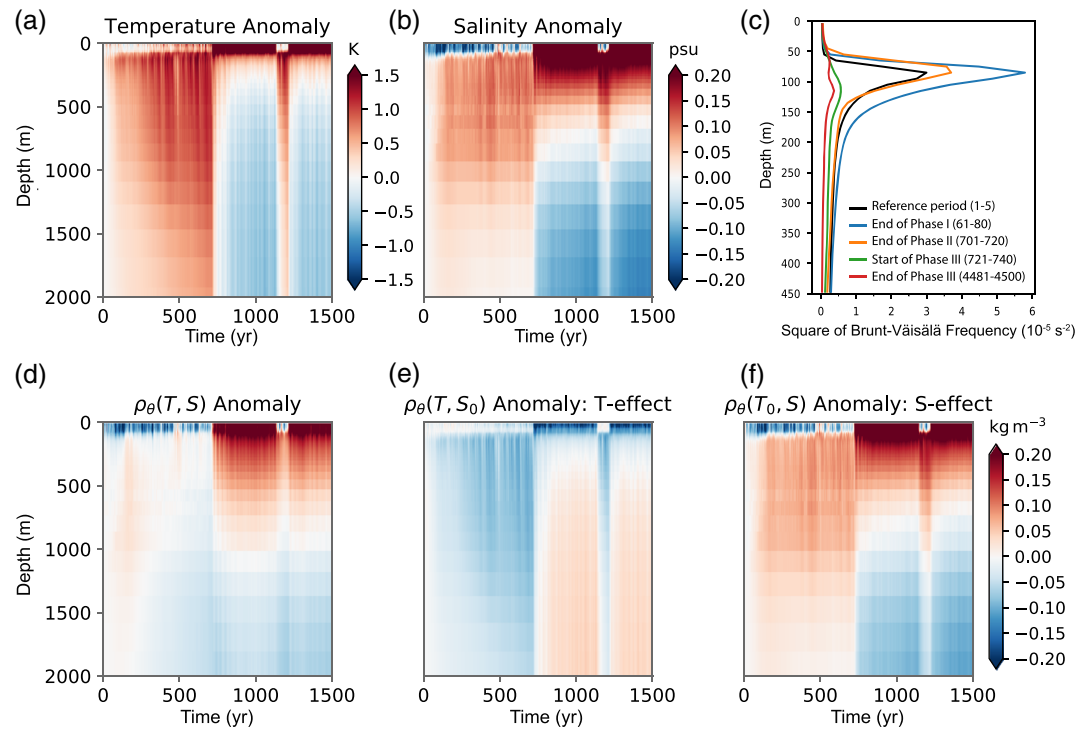 (a) Temperature Anomaly
K
0
500
1000
1500
2000
Depth (m)
0 500 1000 1500
Time (yr)
1.5
1.0
0.5
0.0
−0.5
−1.0
−1.5
(b) Salinity Anomaly
psu
0 500 1000 1500
Time (yr)
0.20
0.15
0.10
0.05
0.00
−0.05
−0.10
−0.15
−0.20
(c)
0
50
100
150
200
250
300
350
400
450
Depth (m)
Reference period (1-5)
End of Phase I (61-80)
End of Phase II (701-720)
Start of Phase III (721-740)
End of Phase III (4481-4500)
0 1 2 3 4 5 6
Square of Brunt-Väisälä Frequency (10⁻⁵ s⁻²)
(d)
ρθ(T, S) Anomaly
0
500
1000
1500
2000
Depth (m)
0 500 1000 1500
Time (yr)
(e)
ρθ(T, S₀) Anomaly: T-effect
0 500 1000 1500
Time (yr)
(f)
ρθ(T₀, S) Anomaly: S-effect
kg m⁻³
0 500 1000 1500
Time (yr)
0.20
0.15
0.10
0.05
0.00
−0.05
−0.10
−0.15
−0.20